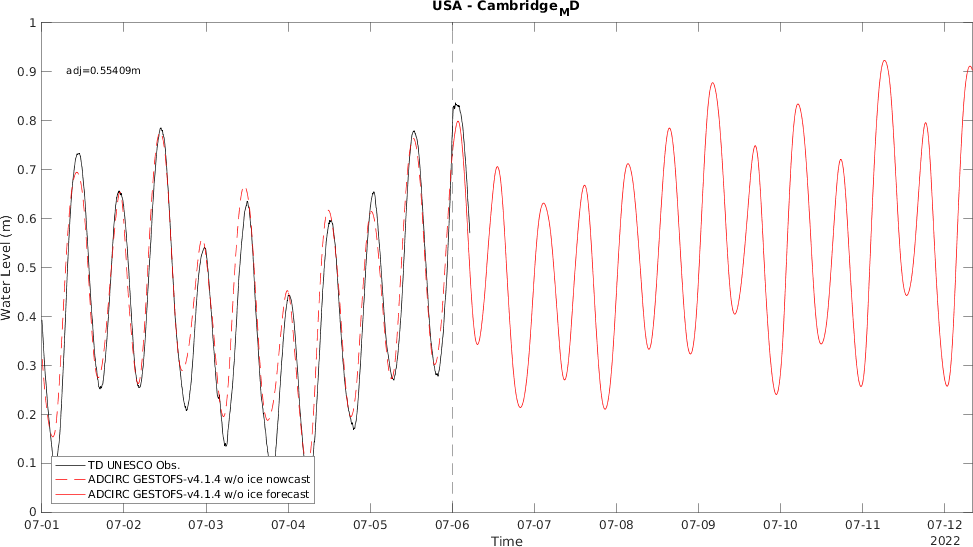 USA - Cambridge_MD
1
0.9
0.8
0.7
0.6
0.5
0.4
0.3
0.2
0.1
0
Water Level (m)
adj=0.55409m
TD UNESCO Obs.
ADCIRC GESTOFS-v4.1.4 w/o ice nowcast
ADCIRC GESTOFS-v4.1.4 w/o ice forecast
07-01 07-02 07-03 07-04 07-05 07-06 07-07 07-08 07-09 07-10 07-11 07-12
Time
2022